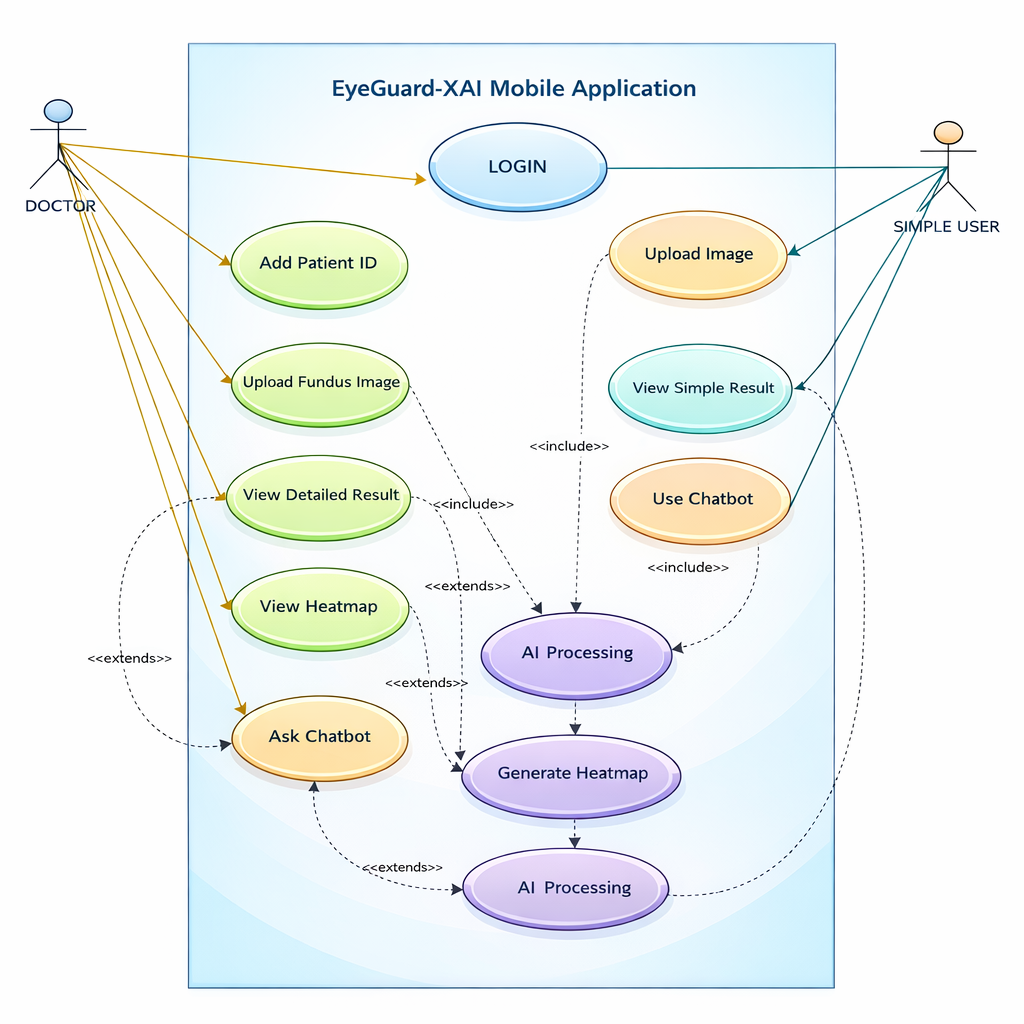 EyeGuard-XAI Mobile Application
LOGIN
DOCTOR
SIMPLE USER
Add Patient ID
Upload Image
Upload Fundus Image
View Simple Result
<<include>>
View Detailed Result
Use Chatbot
<<include>>
<<include>>
<<extends>>
View Heatmap
AI Processing
<<extends>>
<<extends>>
Ask Chatbot
Generate Heatmap
<<extends>>
AI Processing